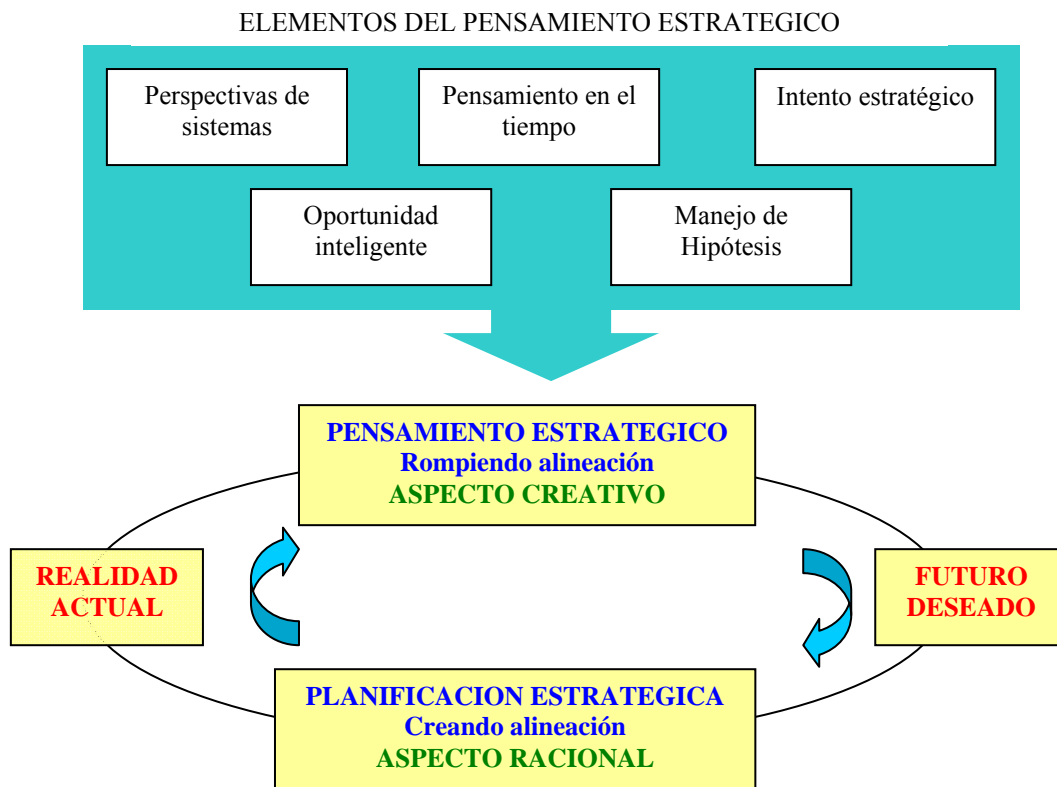 ELEMENTOS DEL PENSAMIENTO ESTRATEGICO
Perspectivas de
sistemas
Pensamiento en el
tiempo
Intento estratégico
Oportunidad
inteligente
Manejo de
Hipótesis
PENSAMIENTO ESTRATEGICO
Rompiendo alineación
ASPECTO CREATIVO
REALIDAD
ACTUAL
FUTURO
DESEADO
PLANIFICACION ESTRATEGICA
Creando alineación
ASPECTO RACIONAL